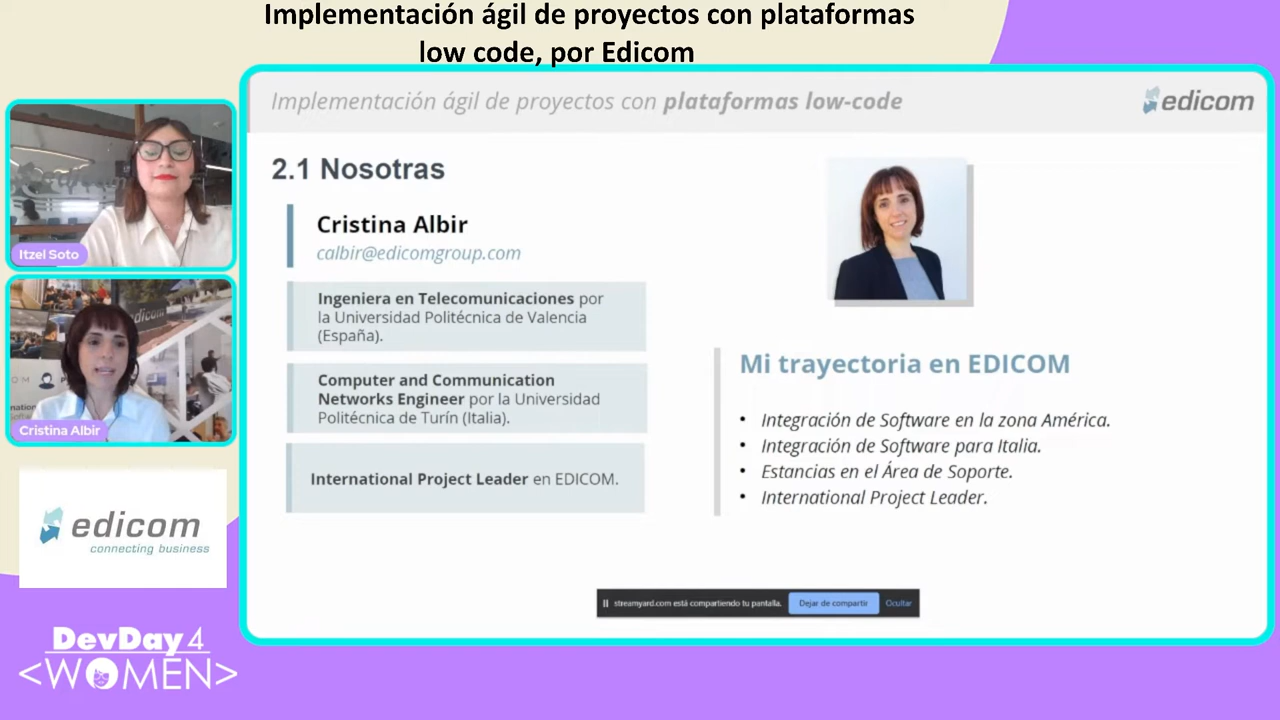 Implementación ágil de proyectos con plataformas
low code, por Edicom
Implementación ágil de proyectos con plataformas low-code
edicom
2.1 Nosotras
Cristina Albir
calbir@edicomgroup.com
Ingeniera en Telecomunicaciones por
la Universidad Politécnica de Valencia
(España).
Computer and Communication
Networks Engineer por la Universidad
Politécnica de Turín (Italia).
International Project Leader en EDICOM.
Mi trayectoria en EDICOM
• Integración de Software en la zona América.
• Integración de Software para Italia.
• Estancias en el Área de Soporte.
• International Project Leader.
streamyard.com está compartiendo tu pantalla.
Dejar de compartir
Ocultar
Itzel Soto
edicom
Cristina Albir
edicom
connecting business
DevDay4
<WOMEN>